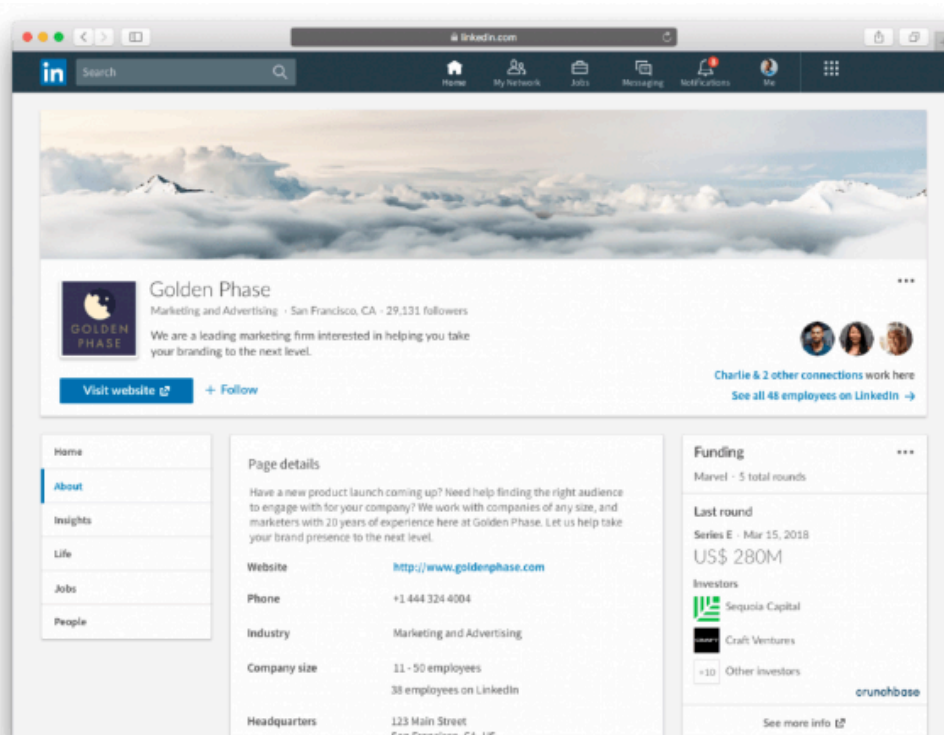 linkedin.com
in
Search
Home
My Network
Jobs
Messaging
Notifications
Me
GOLDEN
PHASE
Golden Phase
Marketing and Advertising · San Francisco, CA · 29,131 followers
We are a leading marketing firm interested in helping you take
your branding to the next level.
Visit website
+ Follow
Charlie & 2 other connections work here
See all 48 employees on LinkedIn →
Home
About
Insights
Life
Jobs
People
Page details
Have a new product launch coming up? Need help finding the right audience
to engage with for your company? We work with companies of any size, and
marketers with 20 years of experience here at Golden Phase. Let us help take
your brand presence to the next level.
Website http://www.goldenphase.com
Phone +1 444 324 4004
Industry Marketing and Advertising
Company size 11 - 50 employees
38 employees on LinkedIn
Headquarters 123 Main Street
San Francisco, CA, US
Funding
Marvel · 5 total rounds
Last round
Series E · Mar 15, 2018
US$ 280M
Investors
Sequoia Capital
Craft Ventures
+10 Other investors
crunchbase
See more info